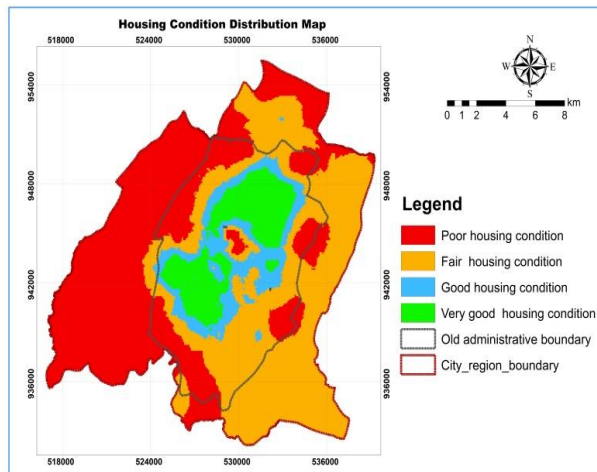 Housing Condition Distribution Map
518000 524000 530000 536000
954000
948000
942000
936000
954000
948000
942000
936000
518000 524000 530000 536000
N
W E
S
km
0 1 2 4 6 8
Legend
Poor housing condition
Fair housing condition
Good housing condition
Very good housing condition
Old administrative boundary
City_region_boundary